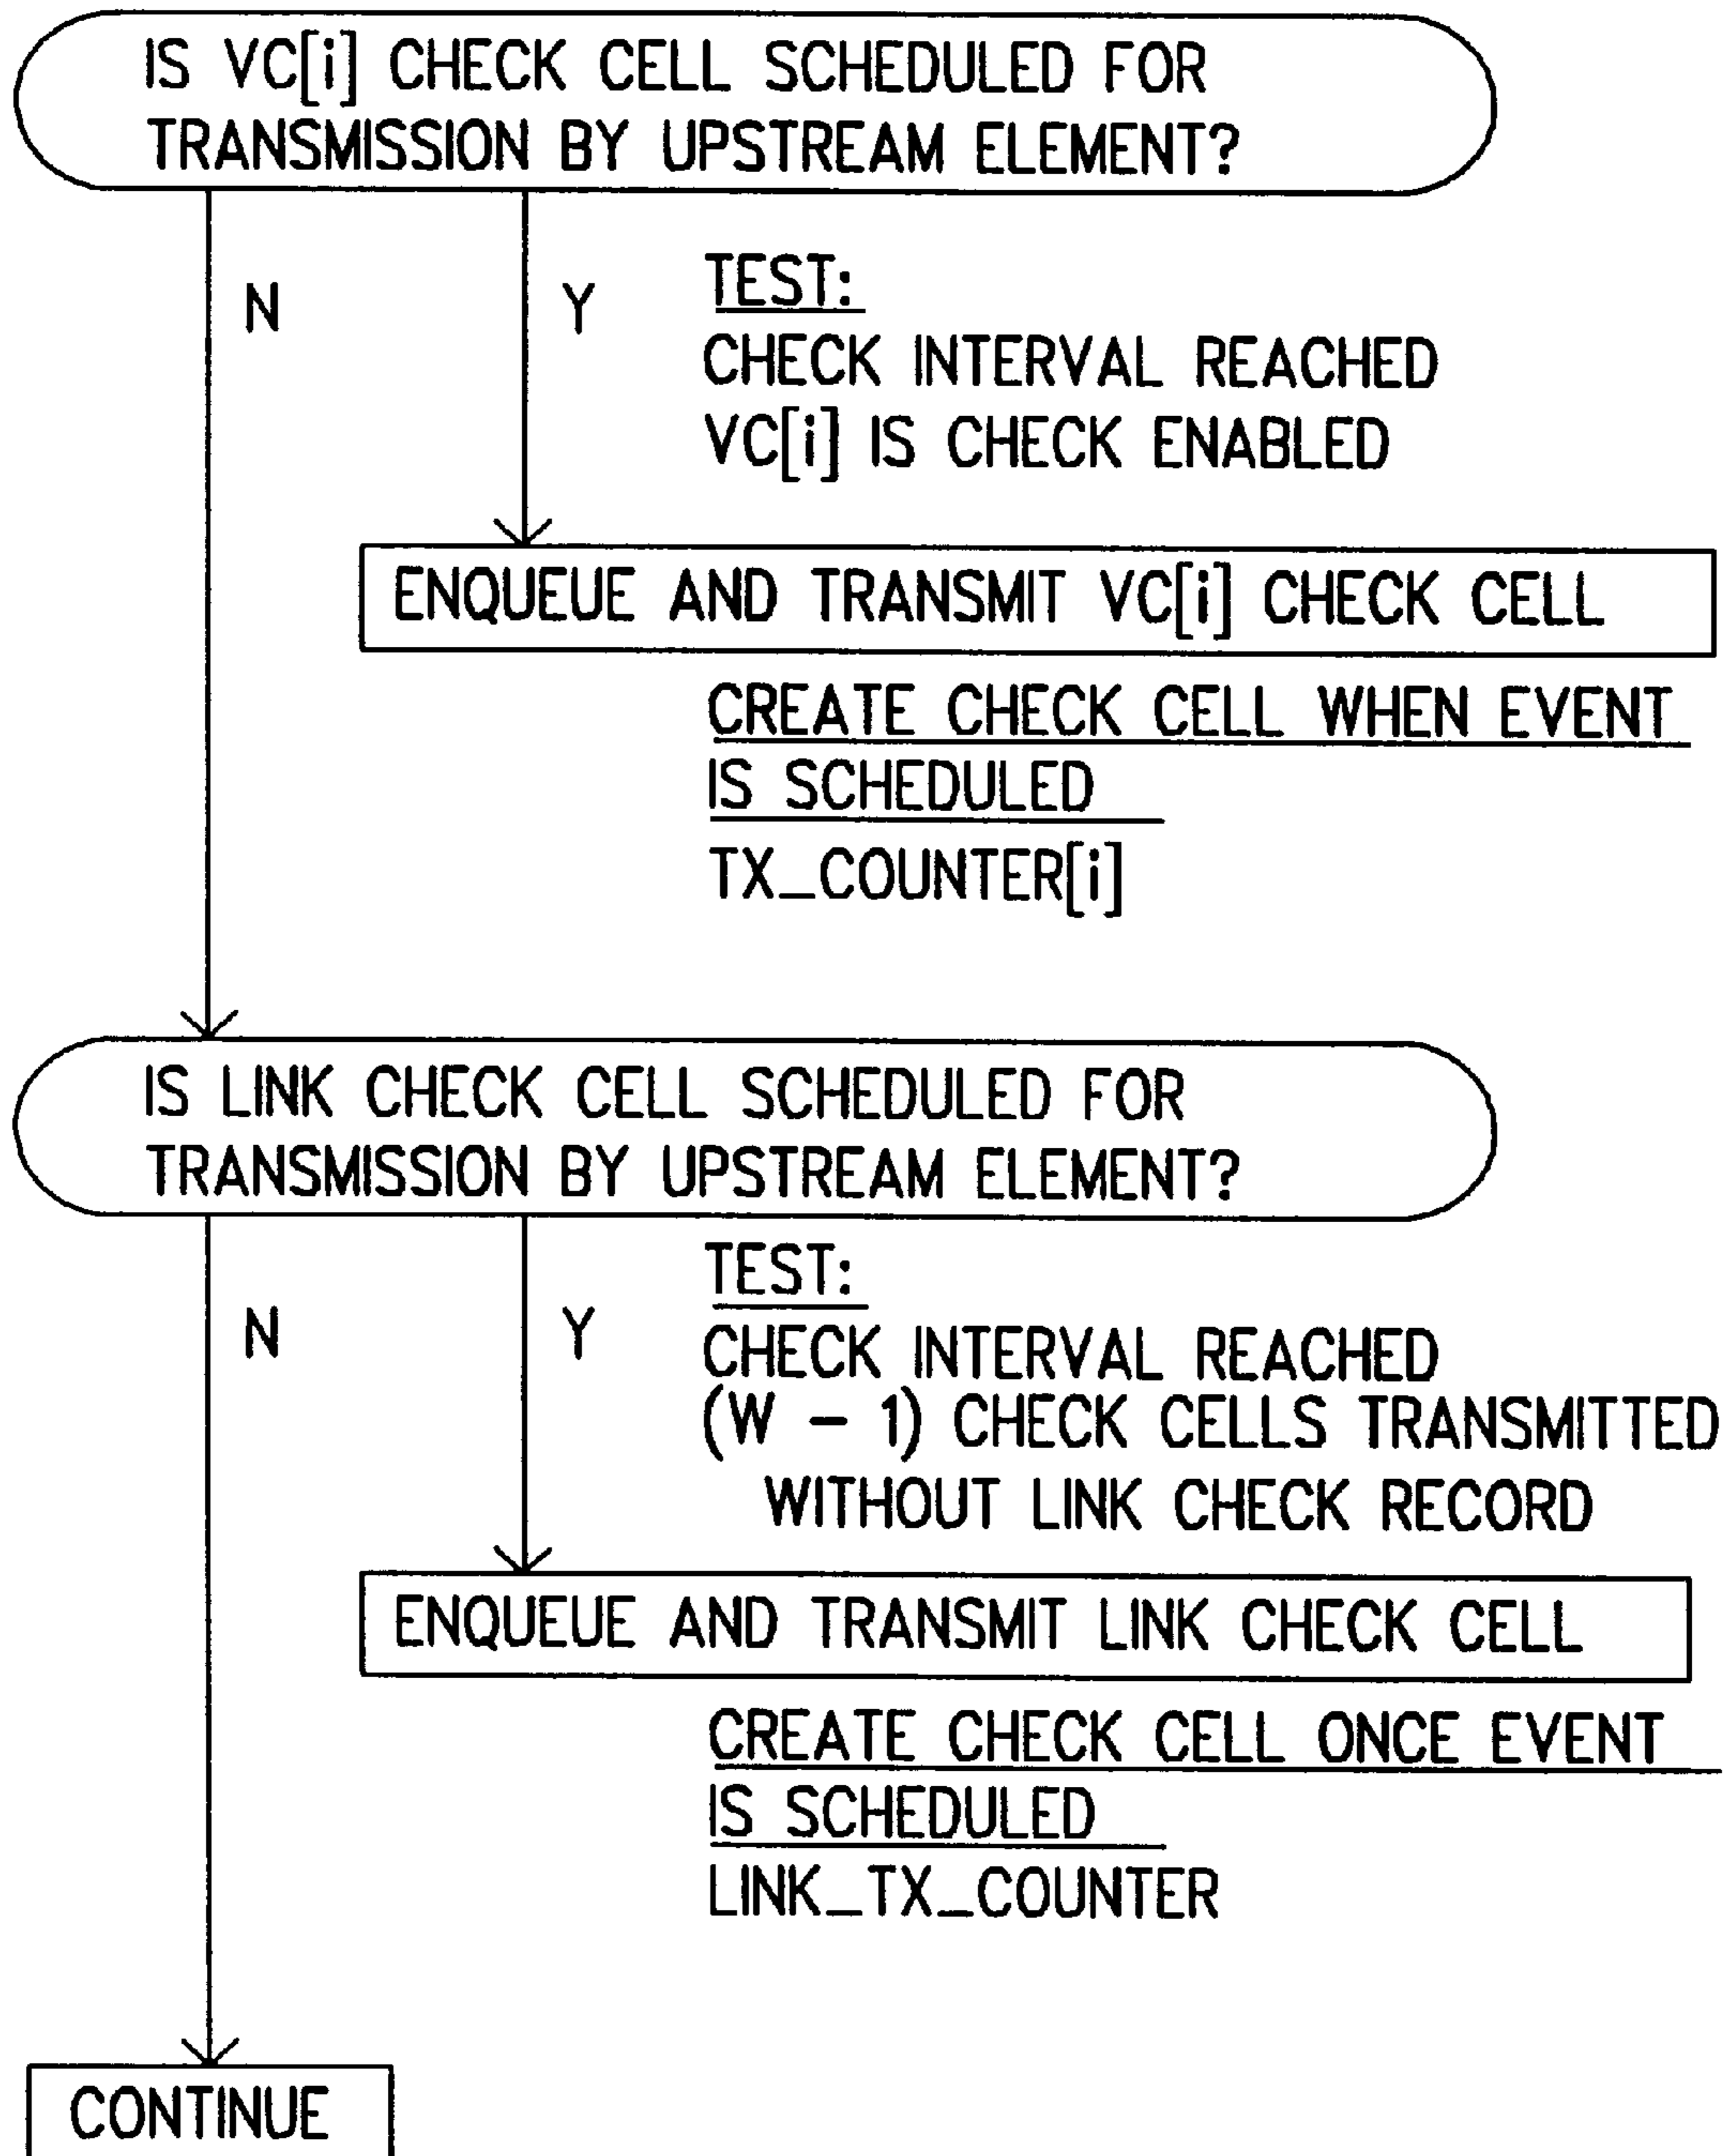 IS VC[i] CHECK CELL SCHEDULED FOR
TRANSMISSION BY UPSTREAM ELEMENT?
N
Y
TEST:
CHECK INTERVAL REACHED
VC[i] IS CHECK ENABLED
ENQUEUE AND TRANSMIT VC[i] CHECK CELL
CREATE CHECK CELL WHEN EVENT
IS SCHEDULED
TX_COUNTER[i]
IS LINK CHECK CELL SCHEDULED FOR
TRANSMISSION BY UPSTREAM ELEMENT?
N
Y
TEST:
CHECK INTERVAL REACHED
(W – 1) CHECK CELLS TRANSMITTED
WITHOUT LINK CHECK RECORD
ENQUEUE AND TRANSMIT LINK CHECK CELL
CREATE CHECK CELL ONCE EVENT
IS SCHEDULED
LINK_TX_COUNTER
CONTINUE